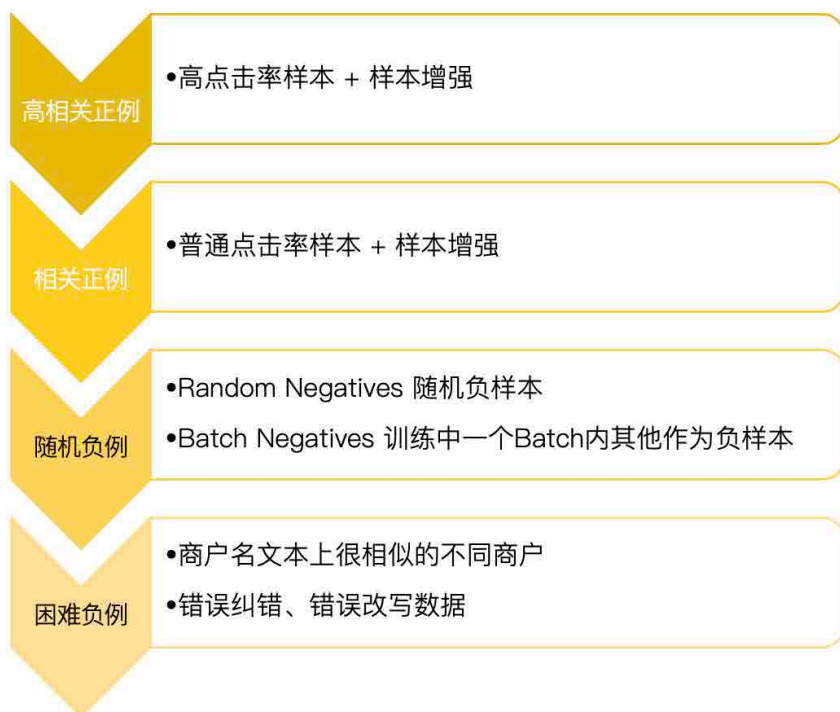 高相关正例
•高点击率样本 + 样本增强
相关正例
•普通点击率样本 + 样本增强
随机负例
•Random Negatives 随机负样本
•Batch Negatives 训练中一个Batch内其他作为负样本
困难负例
•商户名文本上很相似的不同商户
•错误纠错、错误改写数据